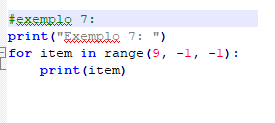 #exemplo 7:
print("Exemplo 7: ")
for item in range(9, -1, -1):
    print(item)